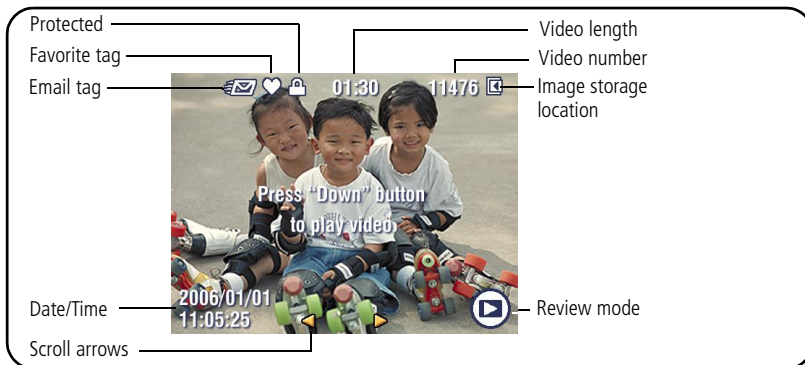 Protected
Favorite tag
Email tag
Video length
Video number
Image storage
location
01:30
11476
Press "Down" button
to play video
2006/01/01
11:05:25
Date/Time
Scroll arrows
Review mode